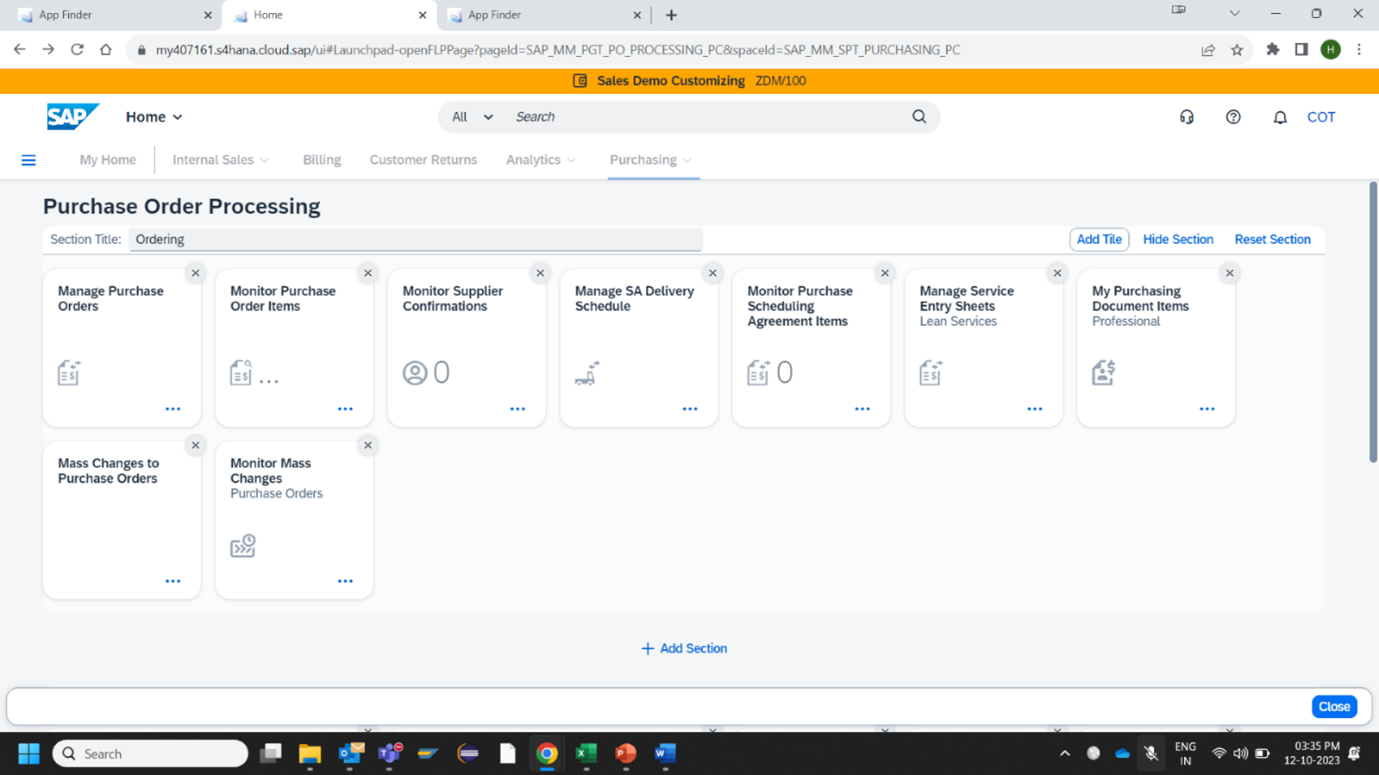 App Finder
Home
App Finder
my407161.s4hana.cloud.sap/ui#Launchpad-openFLPPage?pageId=SAP_MM_PGT_PO_PROCESSING_PC&spaceId=SAP_MM_SPT_PURCHASING_PC
H
Sales Demo Customizing ZDM/100
SAP
Home
All
Search
COT
My Home
Internal Sales
Billing
Customer Returns
Analytics
Purchasing
Purchase Order Processing
Section Title: Ordering
Add Tile
Hide Section
Reset Section
Manage Purchase
Orders
Monitor Purchase
Order Items
...
Monitor Supplier
Confirmations
0
Manage SA Delivery
Schedule
Monitor Purchase
Scheduling
Agreement Items
0
Manage Service
Entry Sheets
Lean Services
My Purchasing
Document Items
Professional
Mass Changes to
Purchase Orders
Monitor Mass
Changes
Purchase Orders
+ Add Section
Close
Search
ENG
IN
03:35 PM
12-10-2023